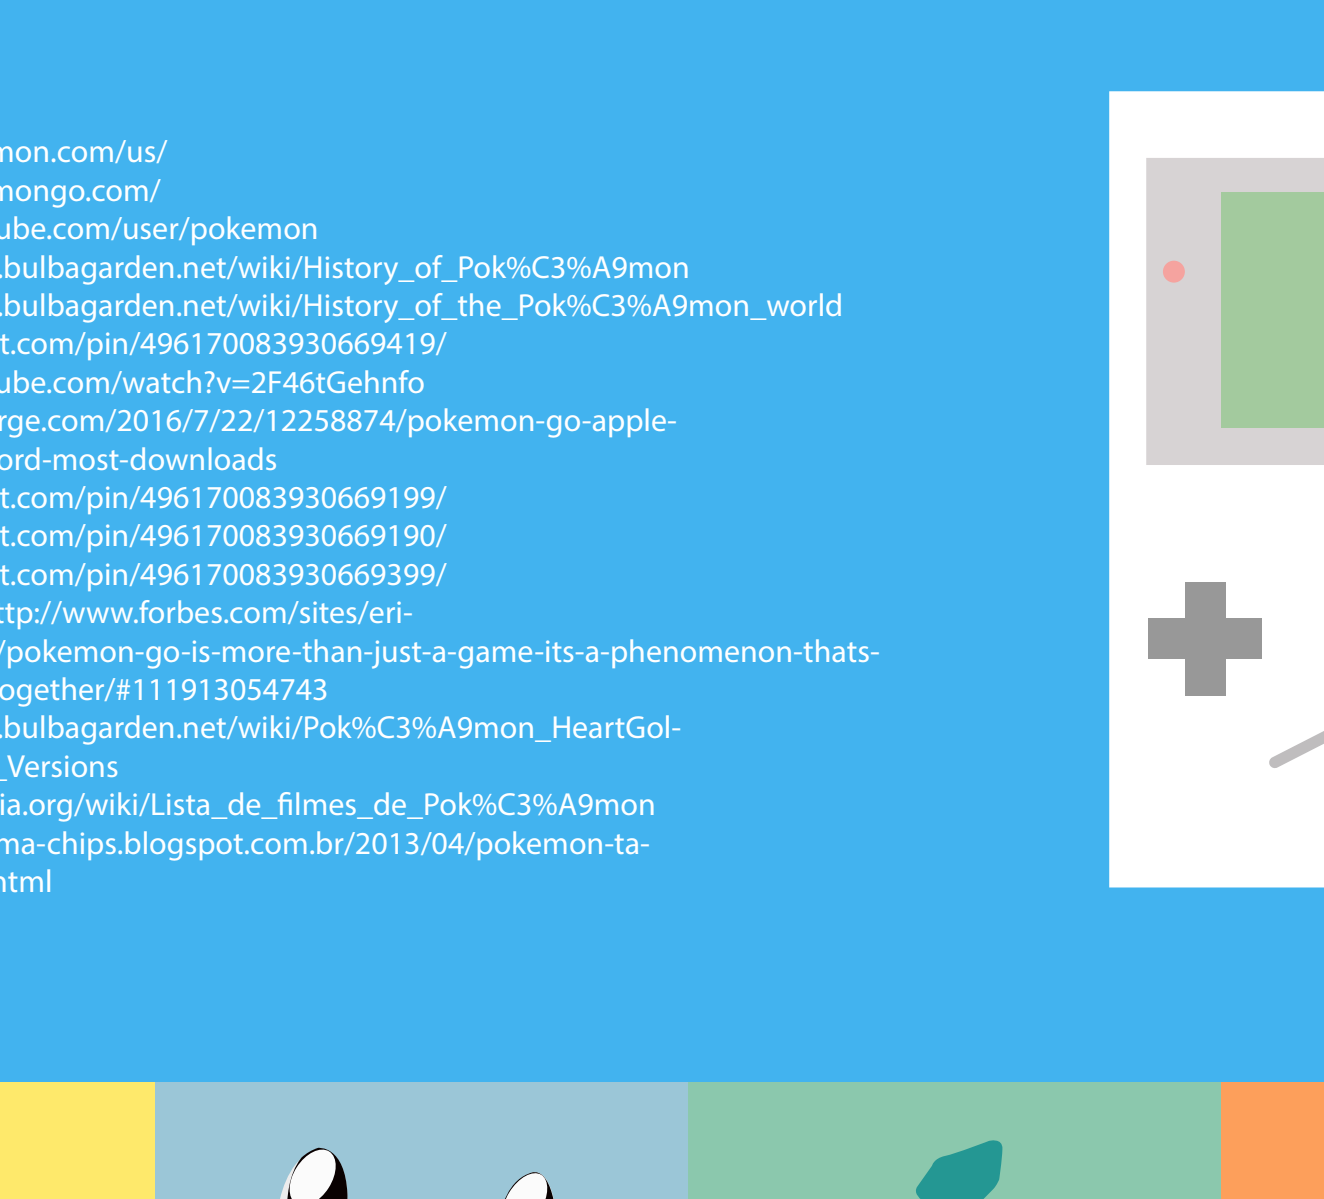 mon.com/us/
mongo.com/
ube.com/user/pokemon
.bulbagarden.net/wiki/History_of_Pok%C3%A9mon
.bulbagarden.net/wiki/History_of_the_Pok%C3%A9mon_world
t.com/pin/496170083930669419/
ube.com/watch?v=2F46tGehnfo
rge.com/2016/7/22/12258874/pokemon-go-apple-
ord-most-downloads
t.com/pin/496170083930669199/
t.com/pin/496170083930669190/
t.com/pin/496170083930669399/
ttp://www.forbes.com/sites/eri-
/pokemon-go-is-more-than-just-a-game-its-a-phenomenon-thats-
ogether/#111913054743
.bulbagarden.net/wiki/Pok%C3%A9mon_HeartGol-
_Versions
ia.org/wiki/Lista_de_filmes_de_Pok%C3%A9mon
ma-chips.blogspot.com.br/2013/04/pokemon-ta-
html